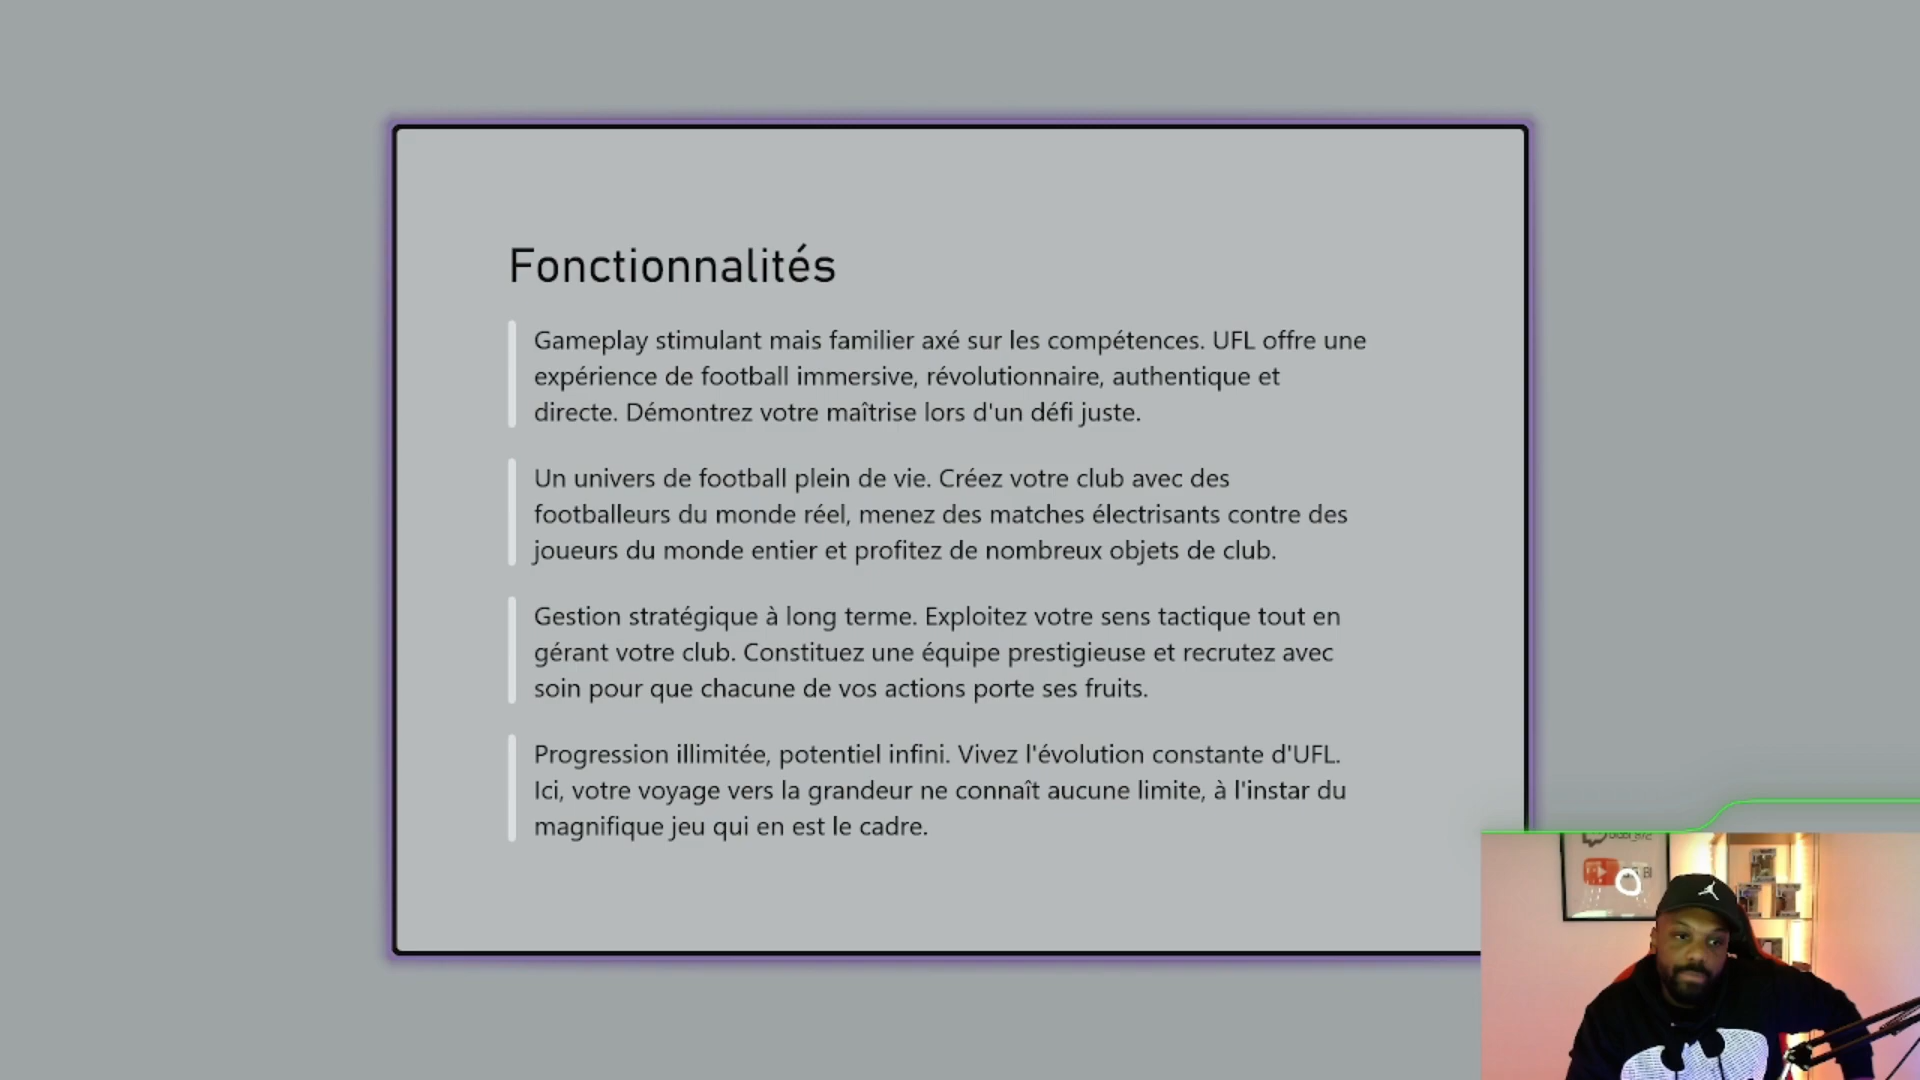 Fonctionnalités
Gameplay stimulant mais familier axé sur les compétences. UFL offre une
expérience de football immersive, révolutionnaire, authentique et
directe. Démontrez votre maîtrise lors d'un défi juste.
Un univers de football plein de vie. Créez votre club avec des
footballeurs du monde réel, menez des matches électrisants contre des
joueurs du monde entier et profitez de nombreux objets de club.
Gestion stratégique à long terme. Exploitez votre sens tactique tout en
gérant votre club. Constituez une équipe prestigieuse et recrutez avec
soin pour que chacune de vos actions porte ses fruits.
Progression illimitée, potentiel infini. Vivez l'évolution constante d'UFL.
Ici, votre voyage vers la grandeur ne connaît aucune limite, à l'instar du
magnifique jeu qui en est le cadre.